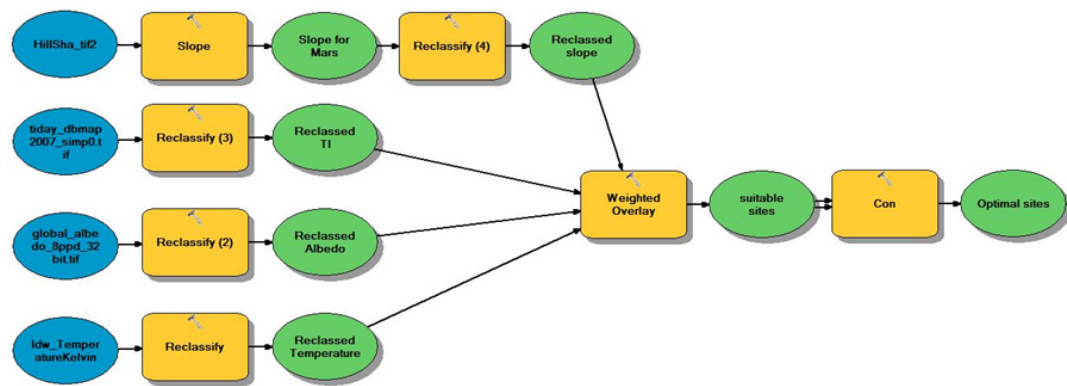 HillSha_tif2
Slope
Slope for
Mars
Reclassify (4)
Reclassed
slope
tiday_dbmap
2007_simp0.t
if
Reclassify (3)
Reclassed
TI
Weighted
Overlay
suitable
sites
Con
Optimal sites
global_albe
do_8ppd_32
bit.tif
Reclassify (2)
Reclassed
Albedo
Idw_Temper
atureKelvin
Reclassify
Reclassed
Temperature